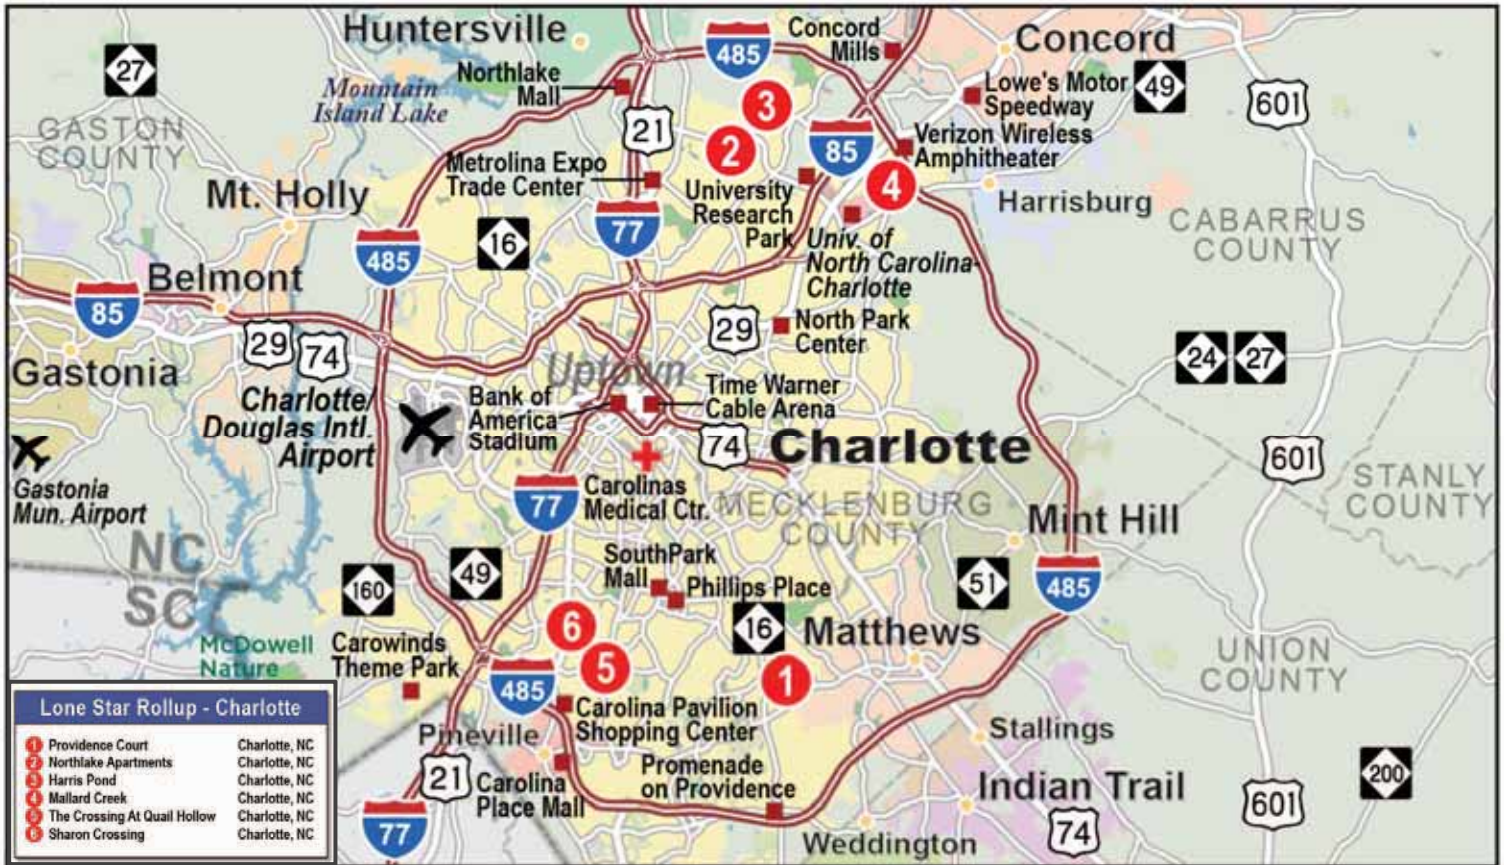 Huntersville
485
Concord
Mills
Concord
27
Northlake
Mall
Mountain
Island Lake
3
Lowe's Motor
Speedway
49
601
GASTON
COUNTY
21
2
85
Verizon Wireless
Amphitheater
Metrolina Expo
Trade Center
4
Mt. Holly
University
Research
Park
Harrisburg
CABARRUS
COUNTY
16
77
485
Univ. of
North Carolina-
Charlotte
Belmont
85
29
74
29
North Park
Center
24
27
Gastonia
Uptown
Charlotte/
Douglas Intl.
Airport
Bank of
America
Stadium
Time Warner
Cable Arena
74
Charlotte
601
Gastonia
Mun. Airport
STANLY
COUNTY
77
Carolinas
Medical Ctr.
MECKLENBURG
COUNTY
Mint Hill
NC
SC
160
49
SouthPark
Mall
Phillips Place
51
485
6
16
Matthews
McDowell
Nature
Carowinds
Theme Park
5
1
UNION
COUNTY
485
Carolina Pavilion
Shopping Center
Pineville
Stallings
21
Carolina
Place Mall
Promenade
on Providence
Indian Trail
200
601
77
Weddington
74
Lone Star Rollup - Charlotte
1 Providence Court Charlotte, NC
2 Northlake Apartments Charlotte, NC
3 Harris Pond Charlotte, NC
4 Mallard Creek Charlotte, NC
5 The Crossing At Quail Hollow Charlotte, NC
6 Sharon Crossing Charlotte, NC